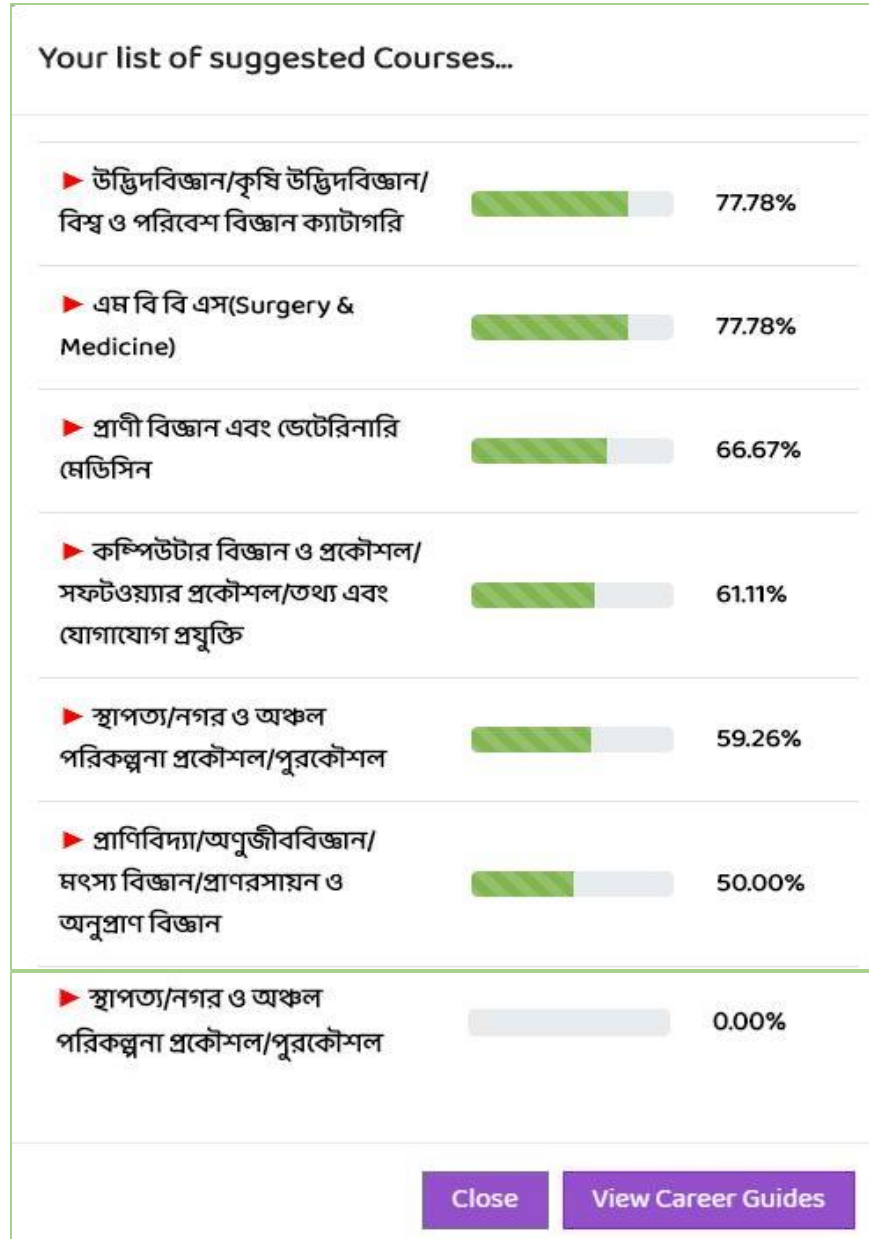 Your list of suggested Courses...
► উদ্ভিদবিজ্ঞান/কৃষি উদ্ভিদবিজ্ঞান/
বিশ্ব ও পরিবেশ বিজ্ঞান ক্যাটাগরি
77.78%
► এম বি বি এস(Surgery &
Medicine)
77.78%
► প্রাণী বিজ্ঞান এবং ভেটেরিনারি
মেডিসিন
66.67%
► কম্পিউটার বিজ্ঞান ও প্রকৌশল/
সফটওয়্যার প্রকৌশল/তথ্য এবং
যোগাযোগ প্রযুক্তি
61.11%
► স্থাপত্য/নগর ও অঞ্চল
পরিকল্পনা প্রকৌশল/পুরকৌশল
59.26%
► প্রাণিবিদ্যা/অণুজীববিজ্ঞান/
মৎস্য বিজ্ঞান/প্রাণরসায়ন ও
অনুপ্রাণ বিজ্ঞান
50.00%
► স্থাপত্য/নগর ও অঞ্চল
পরিকল্পনা প্রকৌশল/পুরকৌশল
0.00%
Close
View Career Guides